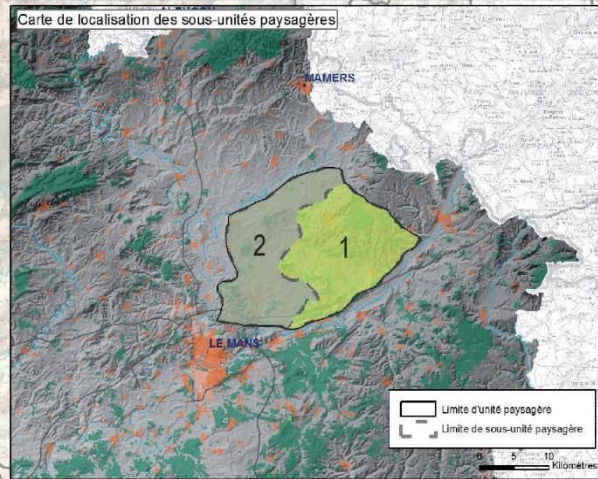 Carte de localisation des sous-unités paysagères
MAMERS
2
1
LE MANS
Limite d'unité paysagère
Limite de sous-unité paysagère
0 5 10
Kilomètres